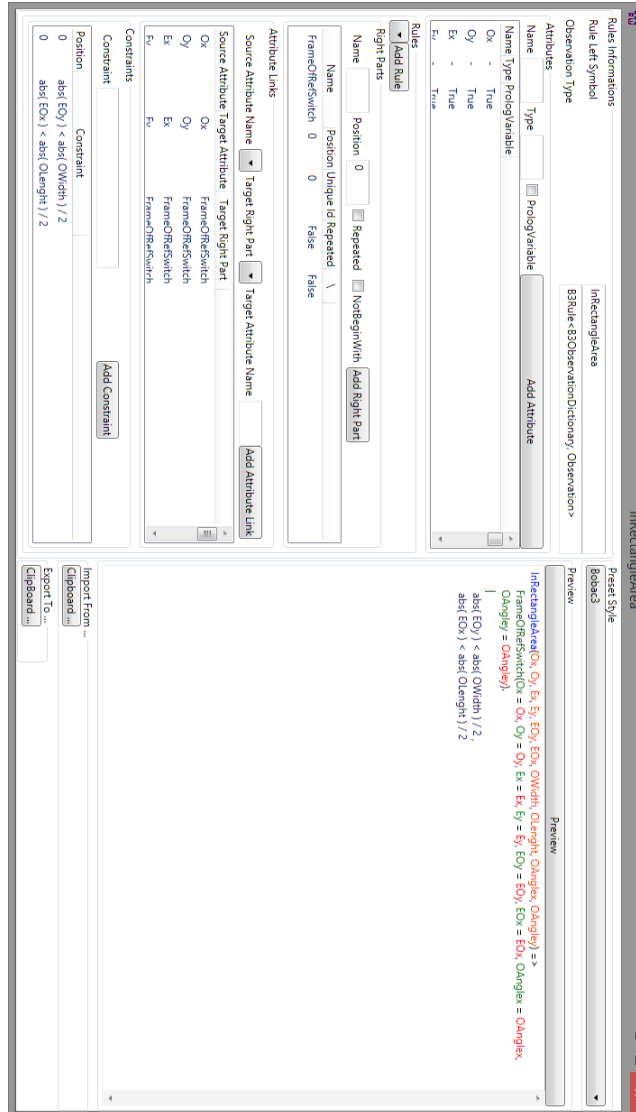 InRectangleArea
Rules Informations
Rule Left Symbol
InRectangleArea
Observation Type
B3Rule<B3ObservationDictionary, Observation>
Attributes
Name
Type
PrologVariable
Add Attribute
Name Type PrologVariable
Ox - True
Oy - True
Ex - True
Ey - True
Rules
Add Rule
Right Parts
Name
Position 0
Repeated
NotBeginWith
Add Right Part
Name Position Unique Id Repeated \
FrameOfRefSwitch 0 0 False False
Attribute Links
Source Attribute Name
Target Right Part
Target Attribute Name
Add Attribute Link
Source Attribute Target Attribute Target Right Part
Ox Ox FrameOfRefSwitch
Oy Oy FrameOfRefSwitch
Ex Ex FrameOfRefSwitch
Ey Ey FrameOfRefSwitch
Constraints
Constraint
Add Constraint
Position Constraint
0 abs( EOy ) < abs( OWidth ) / 2
0 abs( EOx ) < abs( OLenght ) / 2
Preset Style
Bobac3
Preview
Preview
InRectangleArea(Ox, Oy, Ex, Ey, EOy, EOx, OWidth, OLenght, OAnglex, OAngley) =>
FrameOfRefSwitch(Ox = Ox, Oy = Oy, Ex = Ex, Ey = Ey, EOy = EOy, EOx = EOx, OAnglex = OAnglex,
OAngley = OAngley).
|
abs( EOy ) < abs( OWidth ) / 2 ,
abs( EOx ) < abs( OLenght ) / 2
Import From ...
Clipboard ...
Export To ...
ClipBoard ...